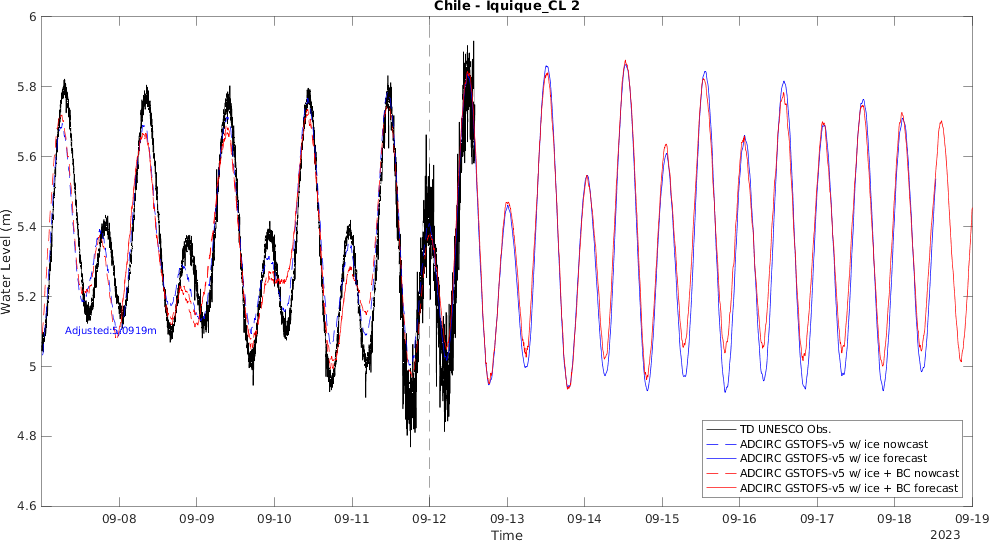 Chile - Iquique_CL 2
6
5.8
5.6
5.4
5.2
5
4.8
4.6
Water Level (m)
Adjusted:5.0919m
TD UNESCO Obs.
ADCIRC GSTOFS-v5 w/ ice nowcast
ADCIRC GSTOFS-v5 w/ ice forecast
ADCIRC GSTOFS-v5 w/ ice + BC nowcast
ADCIRC GSTOFS-v5 w/ ice + BC forecast
09-08 09-09 09-10 09-11 09-12 09-13 09-14 09-15 09-16 09-17 09-18 09-19
Time
2023